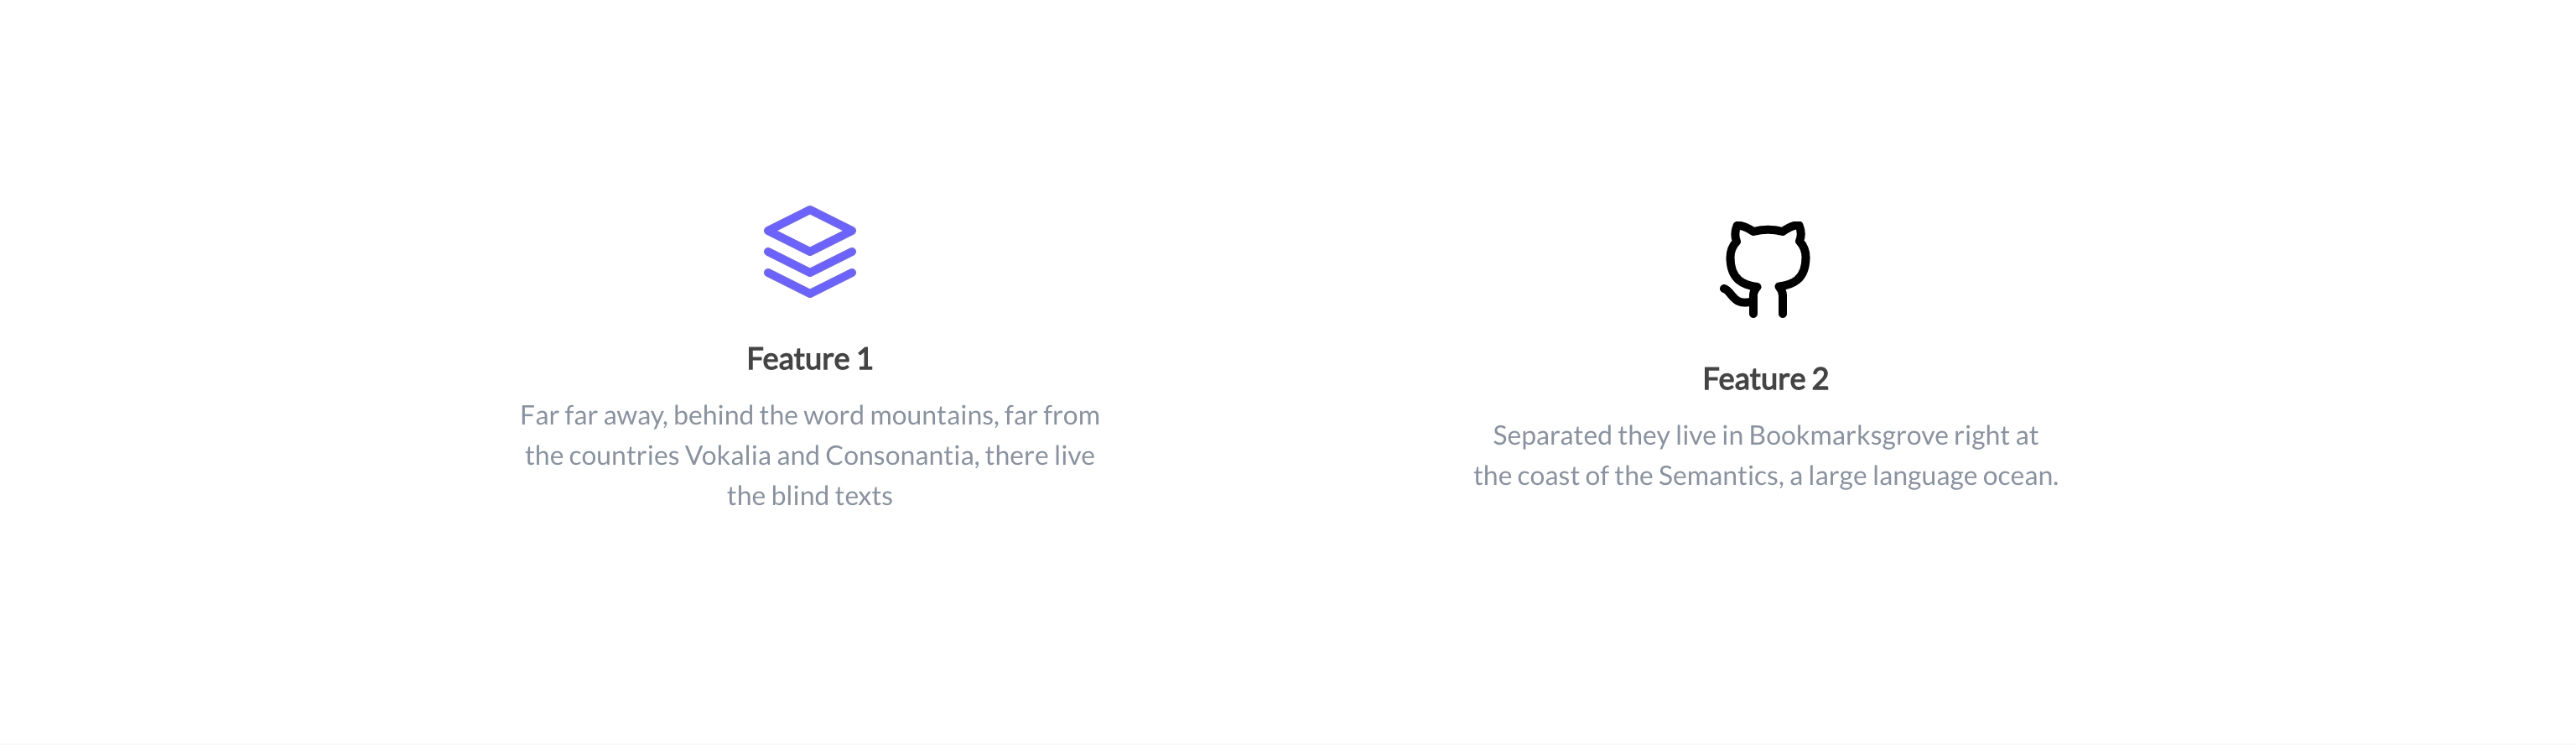 Feature 1
Far far away, behind the word mountains, far from
the countries Vokalia and Consonantia, there live
the blind texts
Feature 2
Separated they live in Bookmarksgrove right at
the coast of the Semantics, a large language ocean.